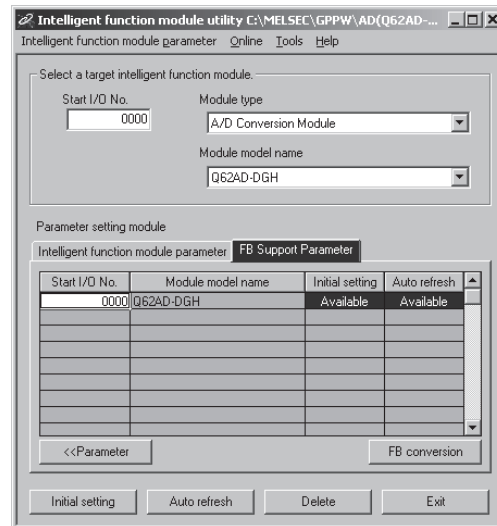 Intelligent function module utility C:\MELSEC\GPPW\AD(Q62AD-...
Intelligent function module parameter Online Tools Help
Select a target intelligent function module.
Start I/O No. Module type
0000 A/D Conversion Module
Module model name
Q62AD-DGH
Parameter setting module
Intelligent function module parameter FB Support Parameter
Start I/O No. Module model name Initial setting Auto refresh
0000 Q62AD-DGH Available Available
<<Parameter FB conversion
Initial setting Auto refresh Delete Exit